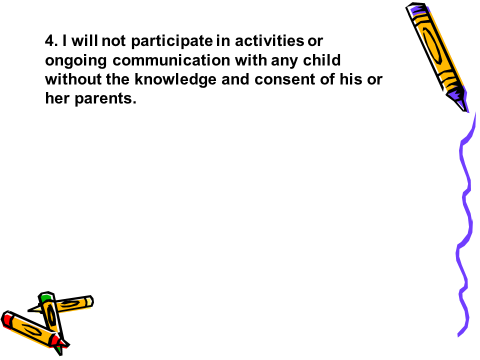 4. I will not participate in activities or
ongoing communication with any child
without the knowledge and consent of his or
her parents.